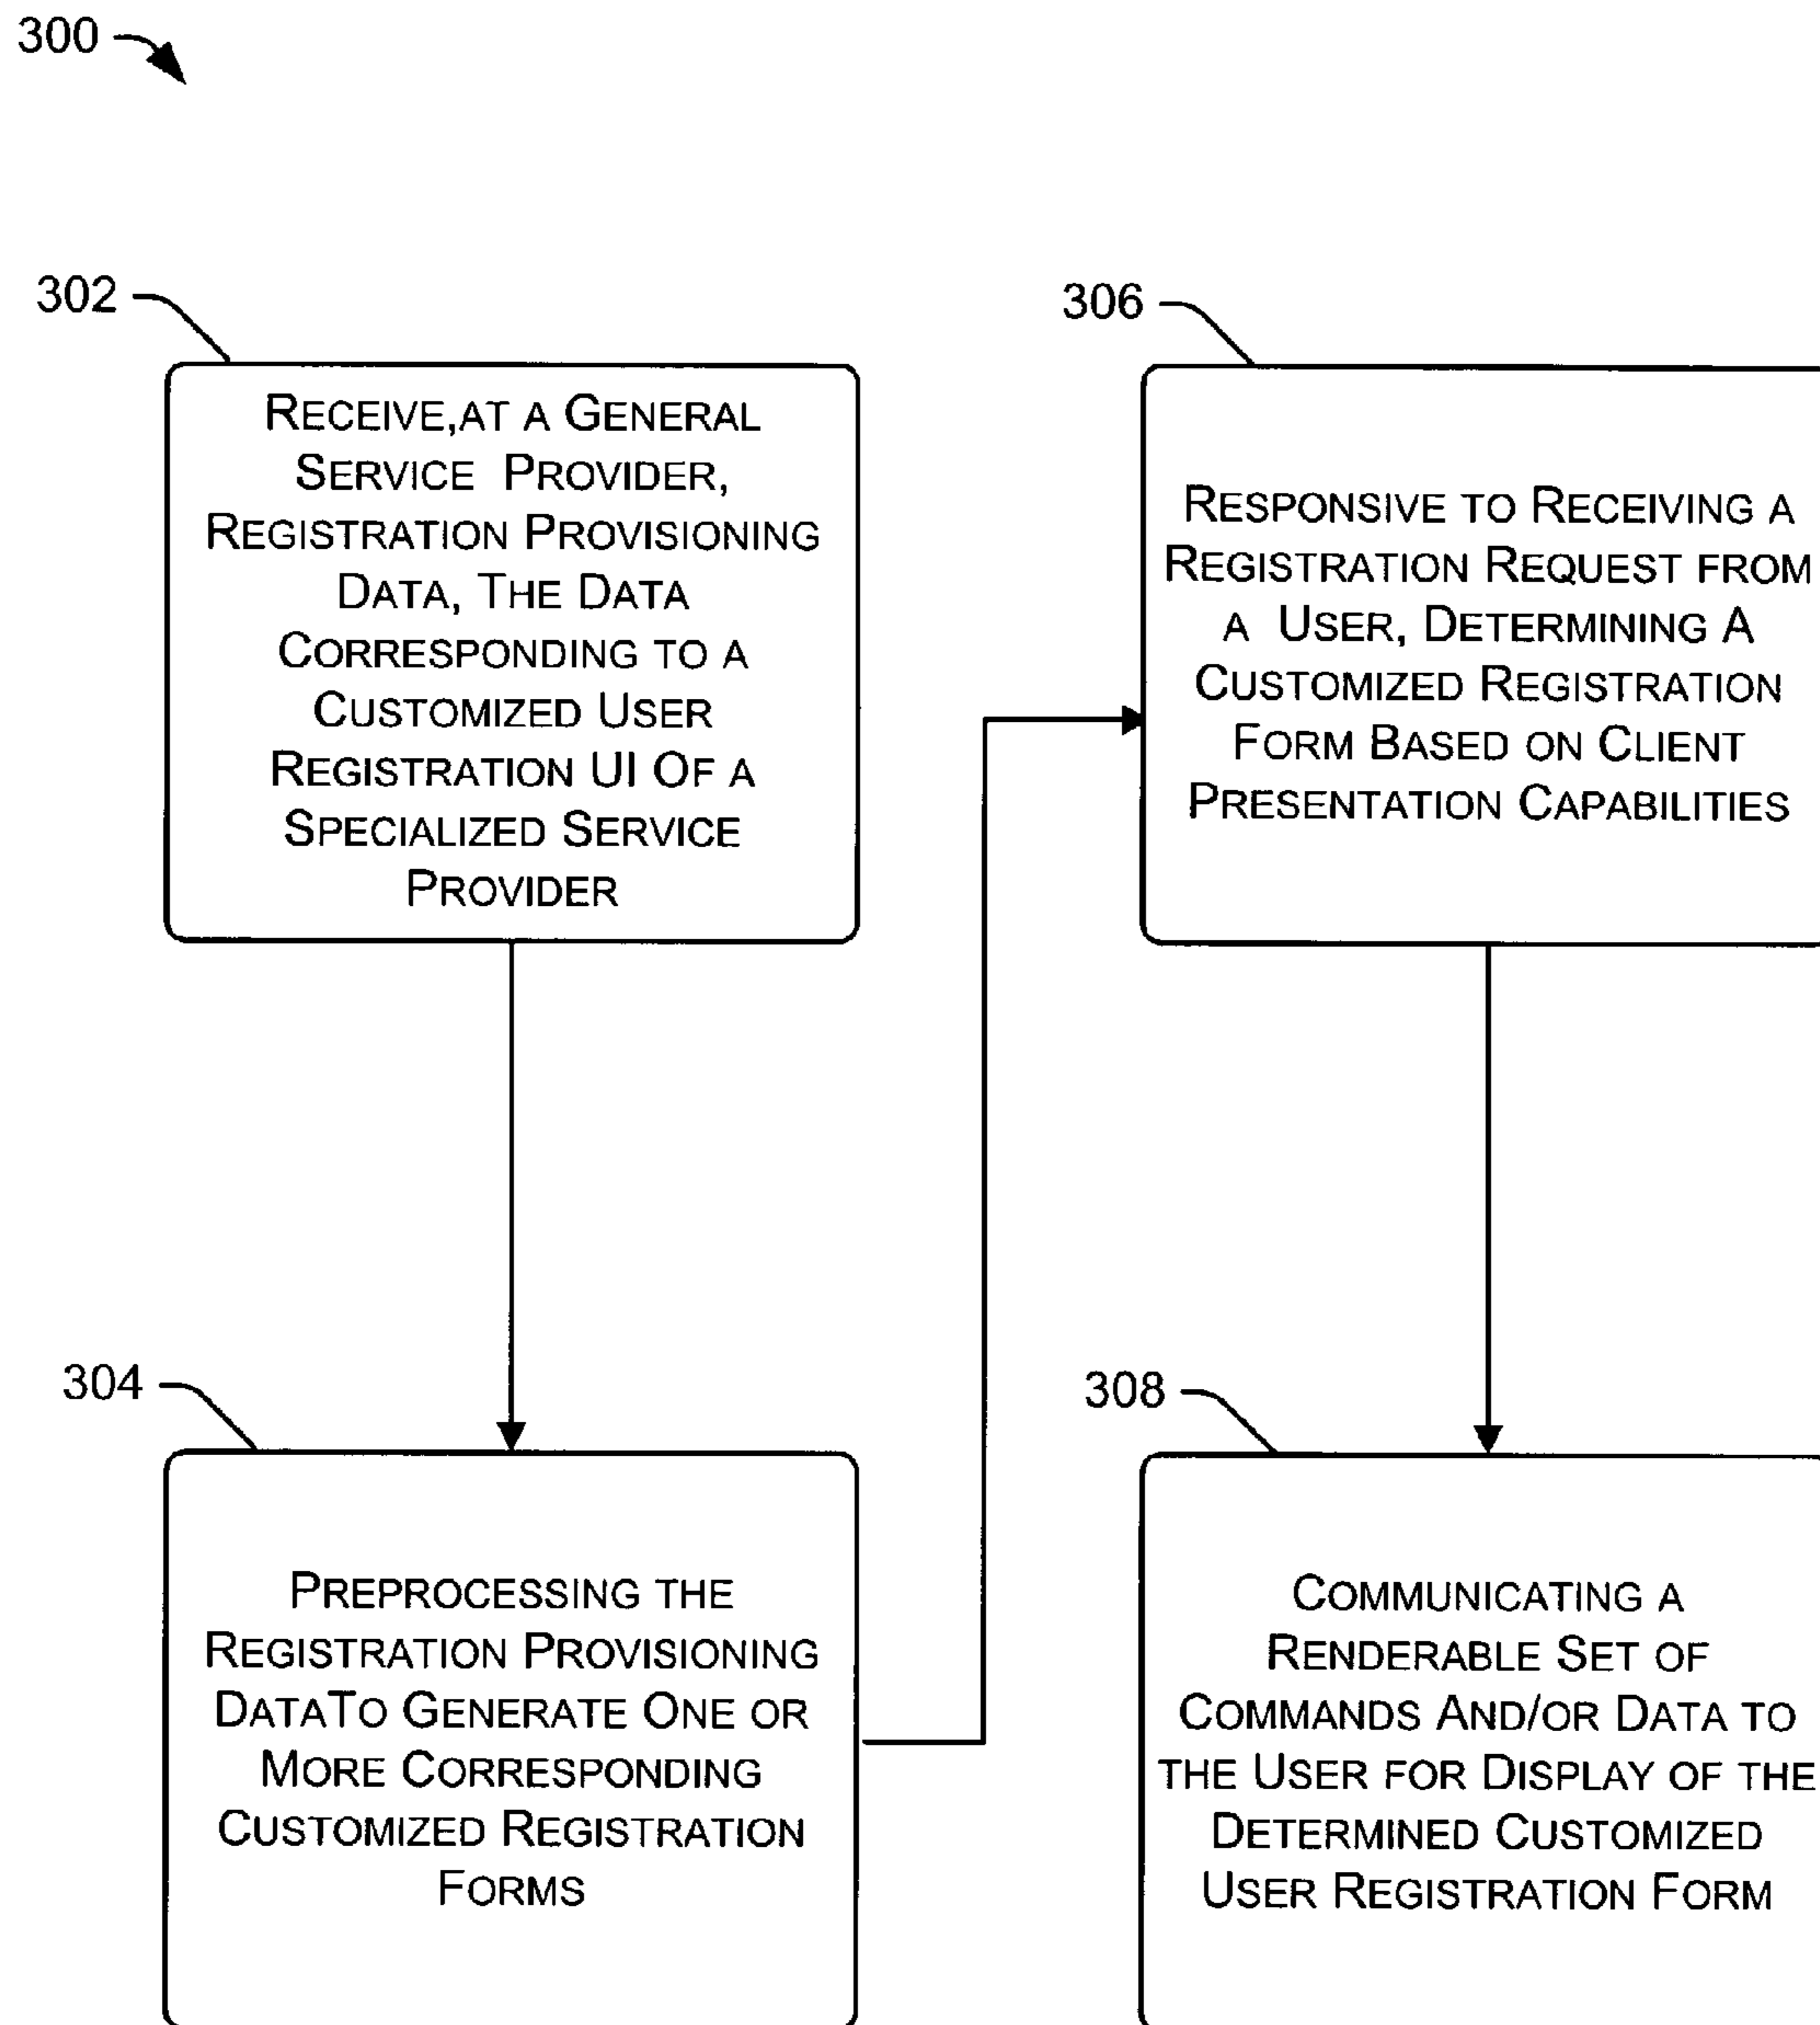 300
302
RECEIVE,AT A GENERAL
SERVICE PROVIDER,
REGISTRATION PROVISIONING
DATA, THE DATA
CORRESPONDING TO A
CUSTOMIZED USER
REGISTRATION UI OF A
SPECIALIZED SERVICE
PROVIDER
304
PREPROCESSING THE
REGISTRATION PROVISIONING
DATATO GENERATE ONE OR
MORE CORRESPONDING
CUSTOMIZED REGISTRATION
FORMS
306
RESPONSIVE TO RECEIVING A
REGISTRATION REQUEST FROM
A USER, DETERMINING A
CUSTOMIZED REGISTRATION
FORM BASED ON CLIENT
PRESENTATION CAPABILITIES
308
COMMUNICATING A
RENDERABLE SET OF
COMMANDS AND/OR DATA TO
THE USER FOR DISPLAY OF THE
DETERMINED CUSTOMIZED
USER REGISTRATION FORM